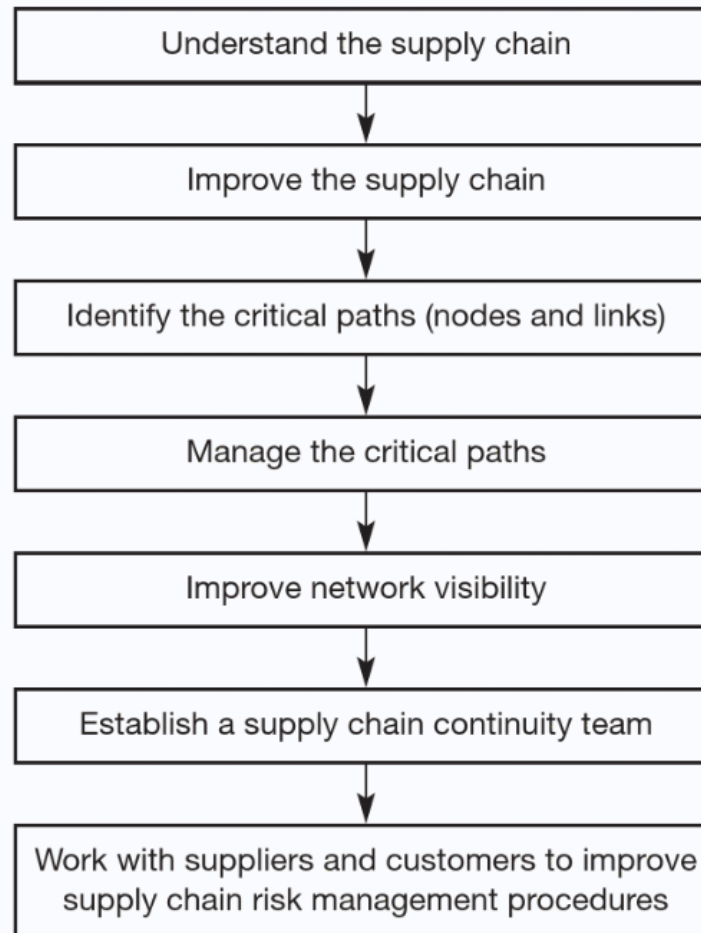 Understand the supply chain
Improve the supply chain
Identify the critical paths (nodes and links)
Manage the critical paths
Improve network visibility
Establish a supply chain continuity team
Work with suppliers and customers to improve
supply chain risk management procedures